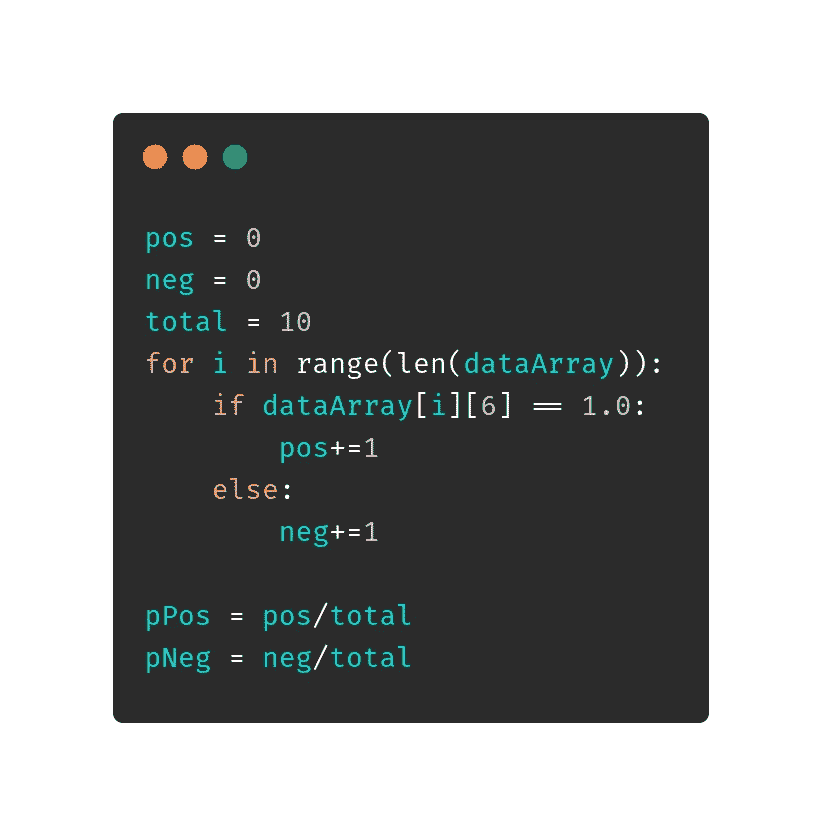 pos = 0
neg = 0
total = 10
for i in range(len(dataArray)):
    if dataArray[i][6] == 1.0:
        pos+=1
    else:
        neg+=1

pPos = pos/total
pNeg = neg/total